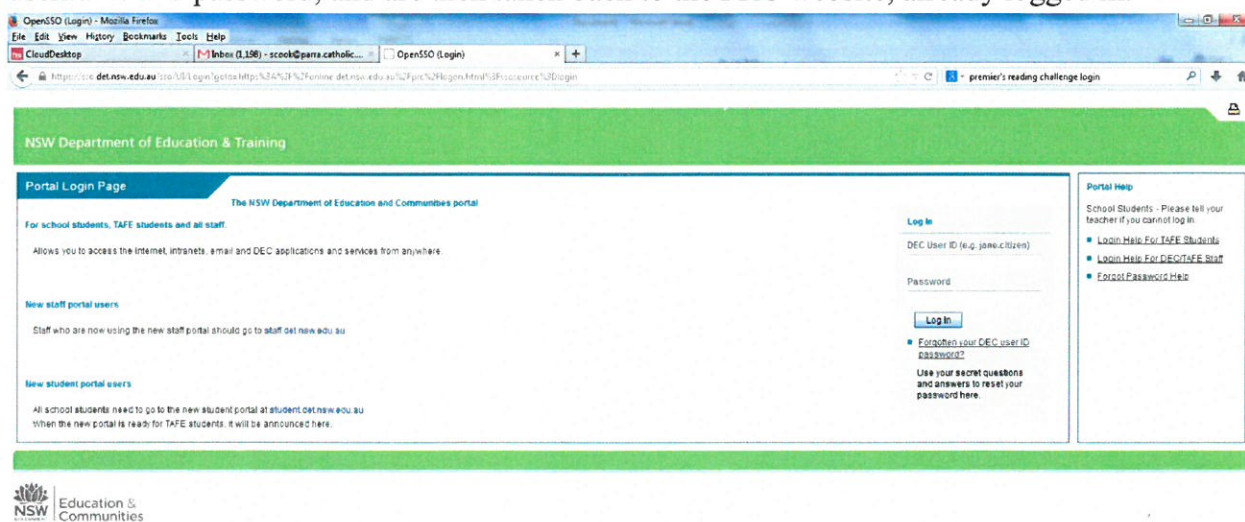 OpenSSO (Login) - Mozilla Firefox
File Edit View History Bookmarks Tools Help
CloudDesktop
Inbox (1,198) - scook@parra.catholic....
OpenSSO (Login)
det.nsw.edu.au
premier's reading challenge login
NSW Department of Education & Training
Portal Login Page
The NSW Department of Education and Communities portal
For school students, TAFE students and all staff.
Allows you to access the internet, intranets, email and DEC applications and services from anywhere.
New staff portal users
Staff who are now using the new staff portal should go to staff.det.nsw.edu.au
New student portal users
All school students need to go to the new student portal at student.det.nsw.edu.au
When the new portal is ready for TAFE students, it will be announced here.
Log In
DEC User ID (e.g. jane.citizen)
Password
Log In
Forgotten your DEC user ID
password?
Use your secret questions
and answers to reset your
password here.
Portal Help
School Students - Please tell your
teacher if you cannot log in.
Login Help For TAFE Students
Login Help For DEC/TAFE Staff
Forgot Password Help
NSW
Education &
Communities